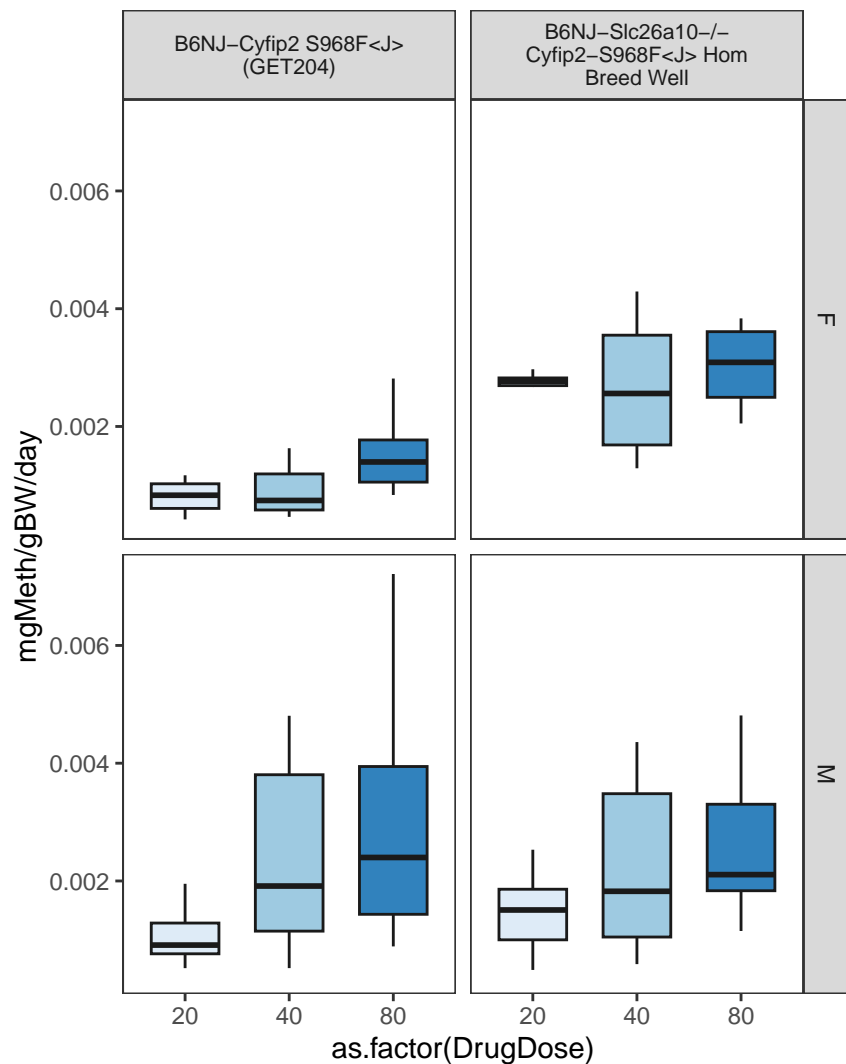 B6NJ−Cyfip2 S968F<J>
(GET204)
B6NJ−Slc26a10−/−
Cyfip2−S968F<J> Hom
Breed Well
0.006
0.004
0.002
F
mgMeth/gBW/day
0.006
0.004
0.002
M
20
40
80
20
40
80
as.factor(DrugDose)